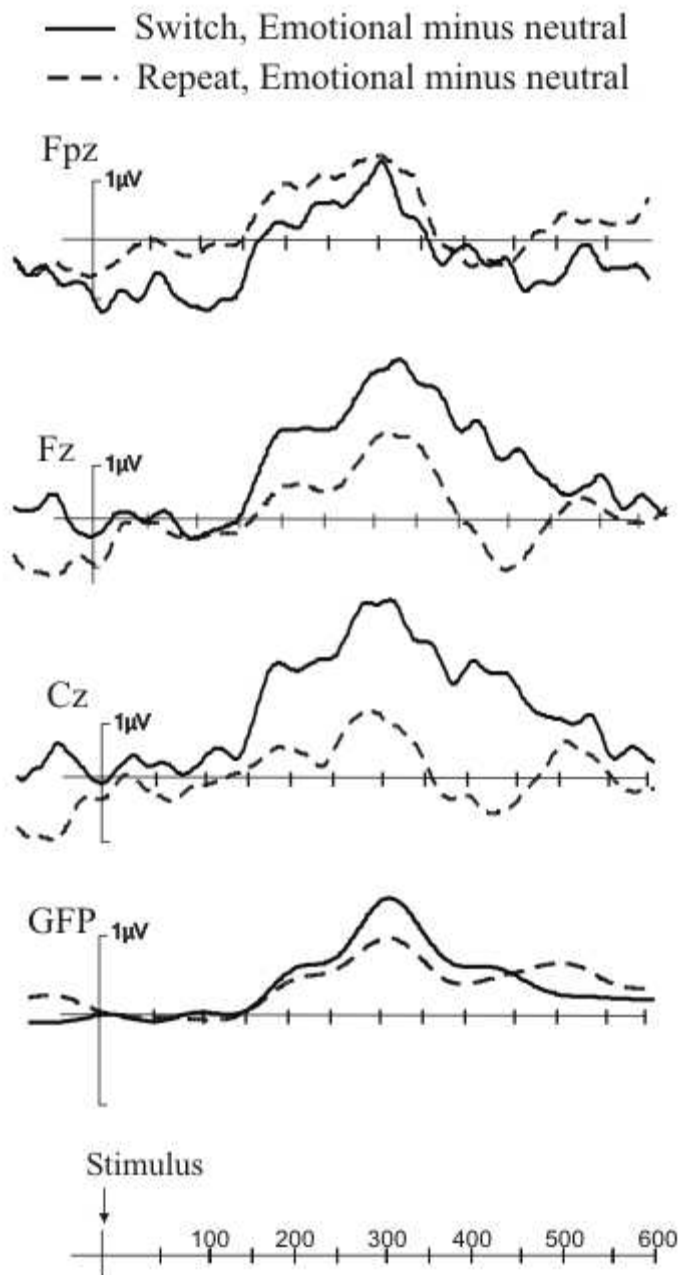 Switch, Emotional minus neutral
Repeat, Emotional minus neutral
Fpz
1µV
Fz
1µV
Cz
1µV
GFP
1µV
Stimulus
100 200 300 400 500 600